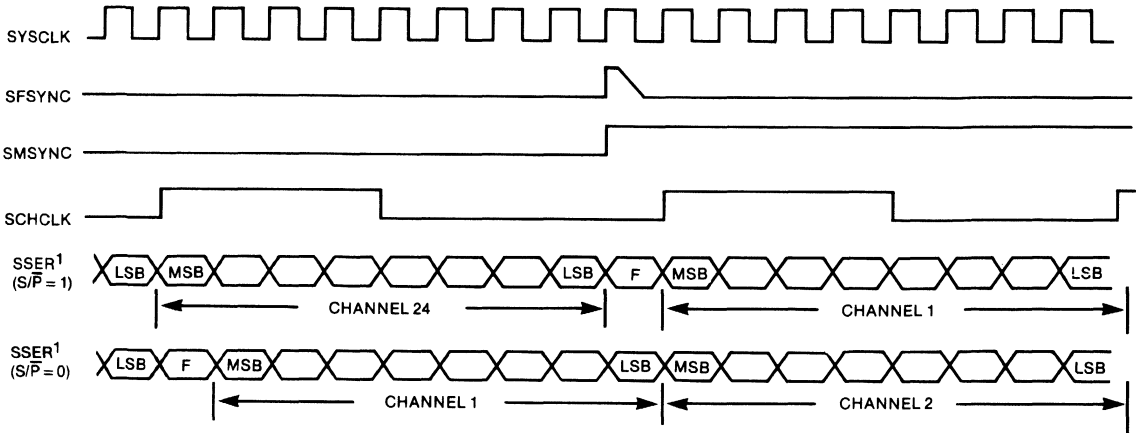 SYSCLK
SFSYNC
SMSYNC
SCHCLK
SSER¹ LSB MSB LSB F MSB LSB
(S/P̅ = 1)
CHANNEL 24 CHANNEL 1
SSER¹ LSB F MSB LSB MSB LSB
(S/P̅ = 0)
CHANNEL 1 CHANNEL 2